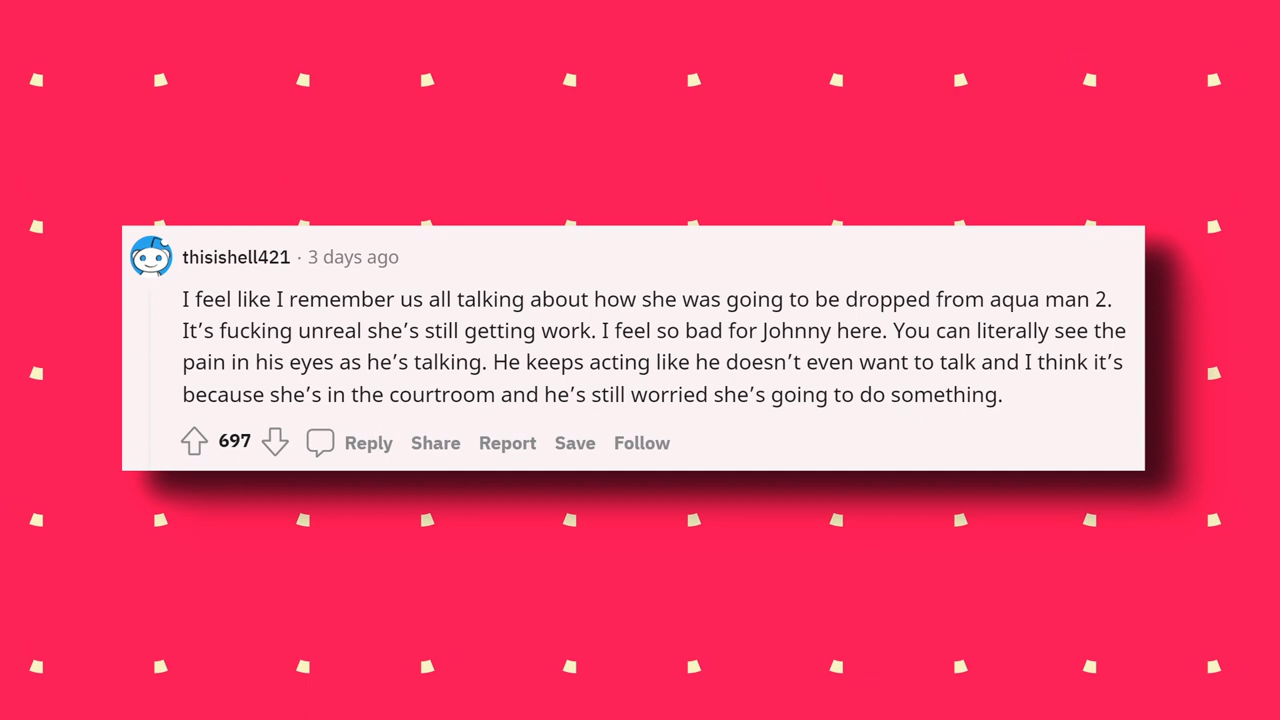 thisishell421 · 3 days ago
I feel like I remember us all talking about how she was going to be dropped from aqua man 2.
It’s fucking unreal she’s still getting work. I feel so bad for Johnny here. You can literally see the
pain in his eyes as he’s talking. He keeps acting like he doesn’t even want to talk and I think it’s
because she’s in the courtroom and he’s still worried she’s going to do something.
697 Reply Share Report Save Follow